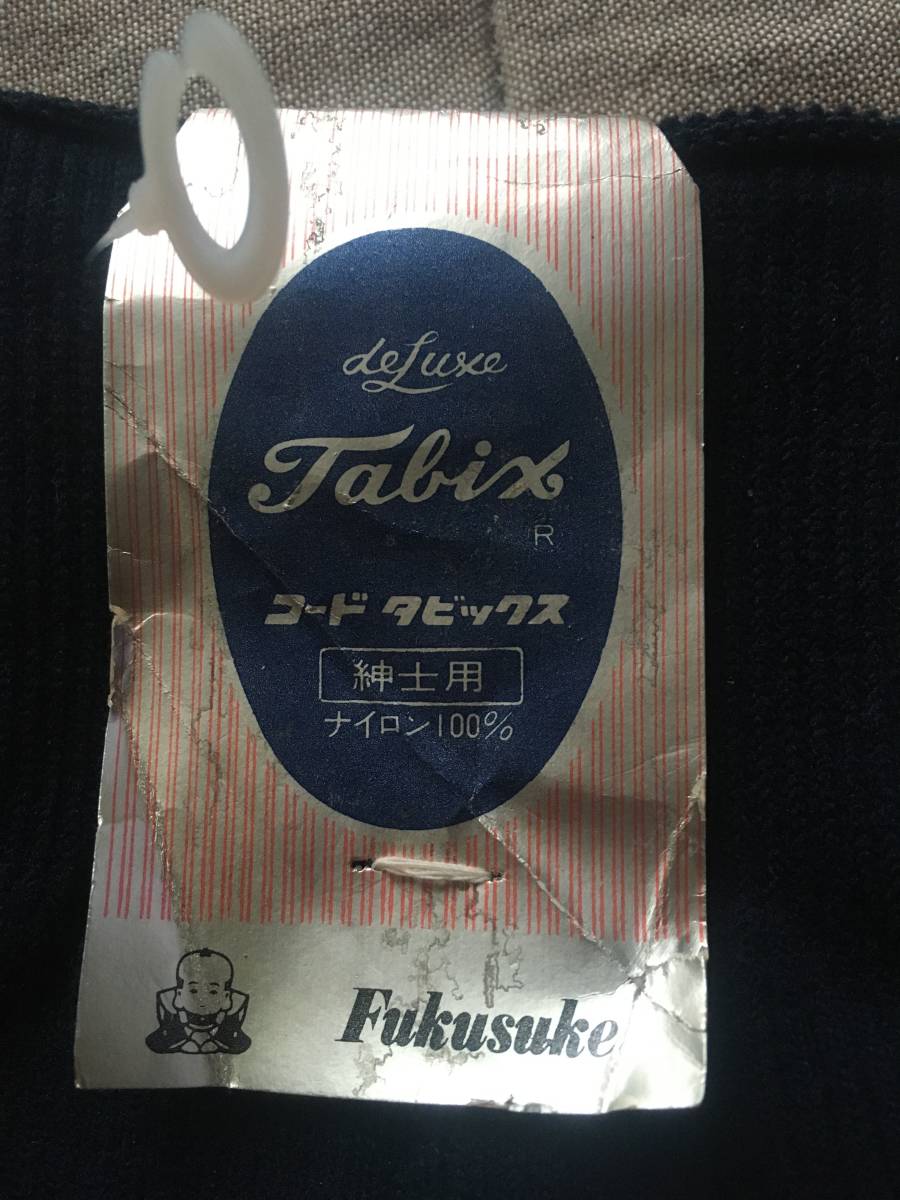 deLuxe
Tabix
R
コード タビックス
紳士用
ナイロン100%
Fukusuke